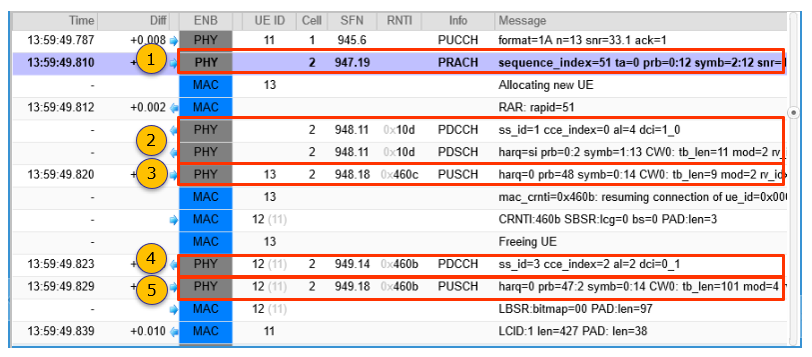 Time Diff ENB UE ID Cell SFN RNTI Info Message
13:59:49.787 +0.008 PHY 11 1 945.6 PUCCH format=1A n=13 snr=33.1 ack=1
13:59:49.810 + 1 PHY 2 947.19 PRACH sequence_index=51 ta=0 prb=0:12 symb=2:12 snr=
- MAC 13 Allocating new UE
13:59:49.812 +0.002 MAC RAR: rapid=51
- 2 PHY 2 948.11 0x10d PDCCH ss_id=1 cce_index=0 al=4 dci=1_0
- PHY 2 948.11 0x10d PDSCH harq=si prb=0:2 symb=1:13 CW0: tb_len=11 mod=2 rv_
13:59:49.820 + 3 PHY 13 2 948.18 0x460c PUSCH harq=0 prb=48 symb=0:14 CW0: tb_len=9 mod=2 rv_id
- MAC 13 mac_crnti=0x460b: resuming connection of ue_id=0x00
- MAC 12 (11) CRNTI:460b SBSR:lcg=0 bs=0 PAD:len=3
- MAC 13 Freeing UE
13:59:49.823 + 4 PHY 12 (11) 2 949.14 0x460b PDCCH ss_id=3 cce_index=2 al=2 dci=0_1
13:59:49.829 + 5 PHY 12 (11) 2 949.18 0x460b PUSCH harq=0 prb=47:2 symb=0:14 CW0: tb_len=101 mod=4
- MAC 12 (11) LBSR:bitmap=00 PAD:len=97
13:59:49.839 +0.010 MAC 11 LCID:1 len=427 PAD: len=38